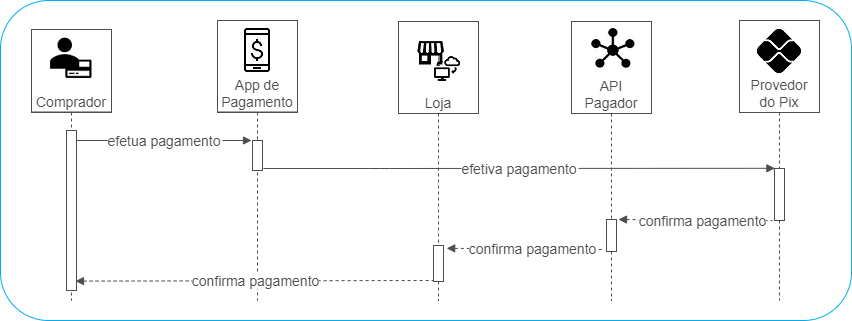 Comprador
App de
Pagamento
Loja
API
Pagador
Provedor
do Pix
efetua pagamento
efetiva pagamento
confirma pagamento
confirma pagamento
confirma pagamento